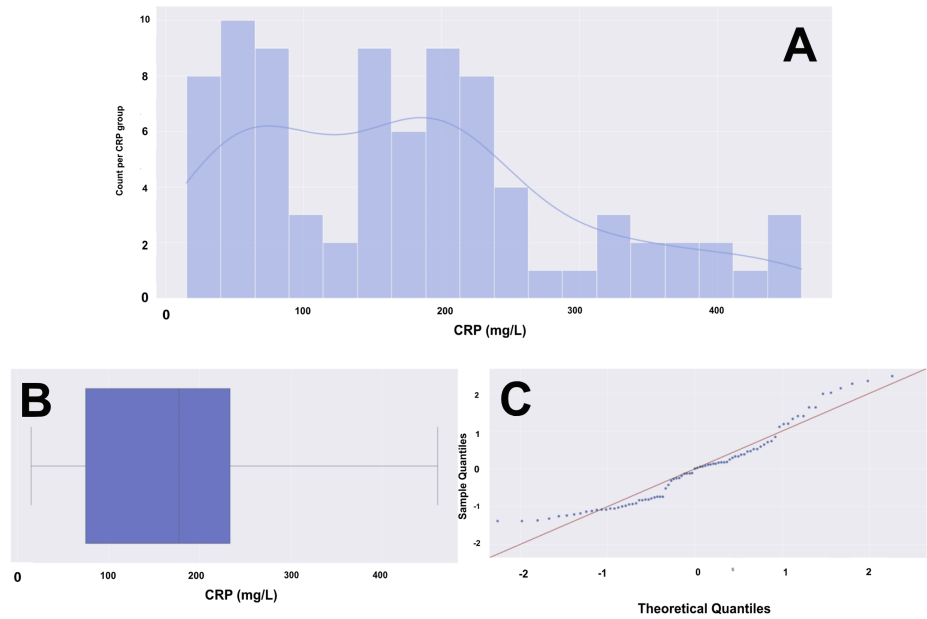 A
10
8
6
4
2
0
Count per CRP group
0 100 200 300 400
CRP (mg/L)
B
0 100 200 300 400
CRP (mg/L)
C
2
1
0
-1
-2
Sample Quantiles
-2 -1 0 1 2
Theoretical Quantiles